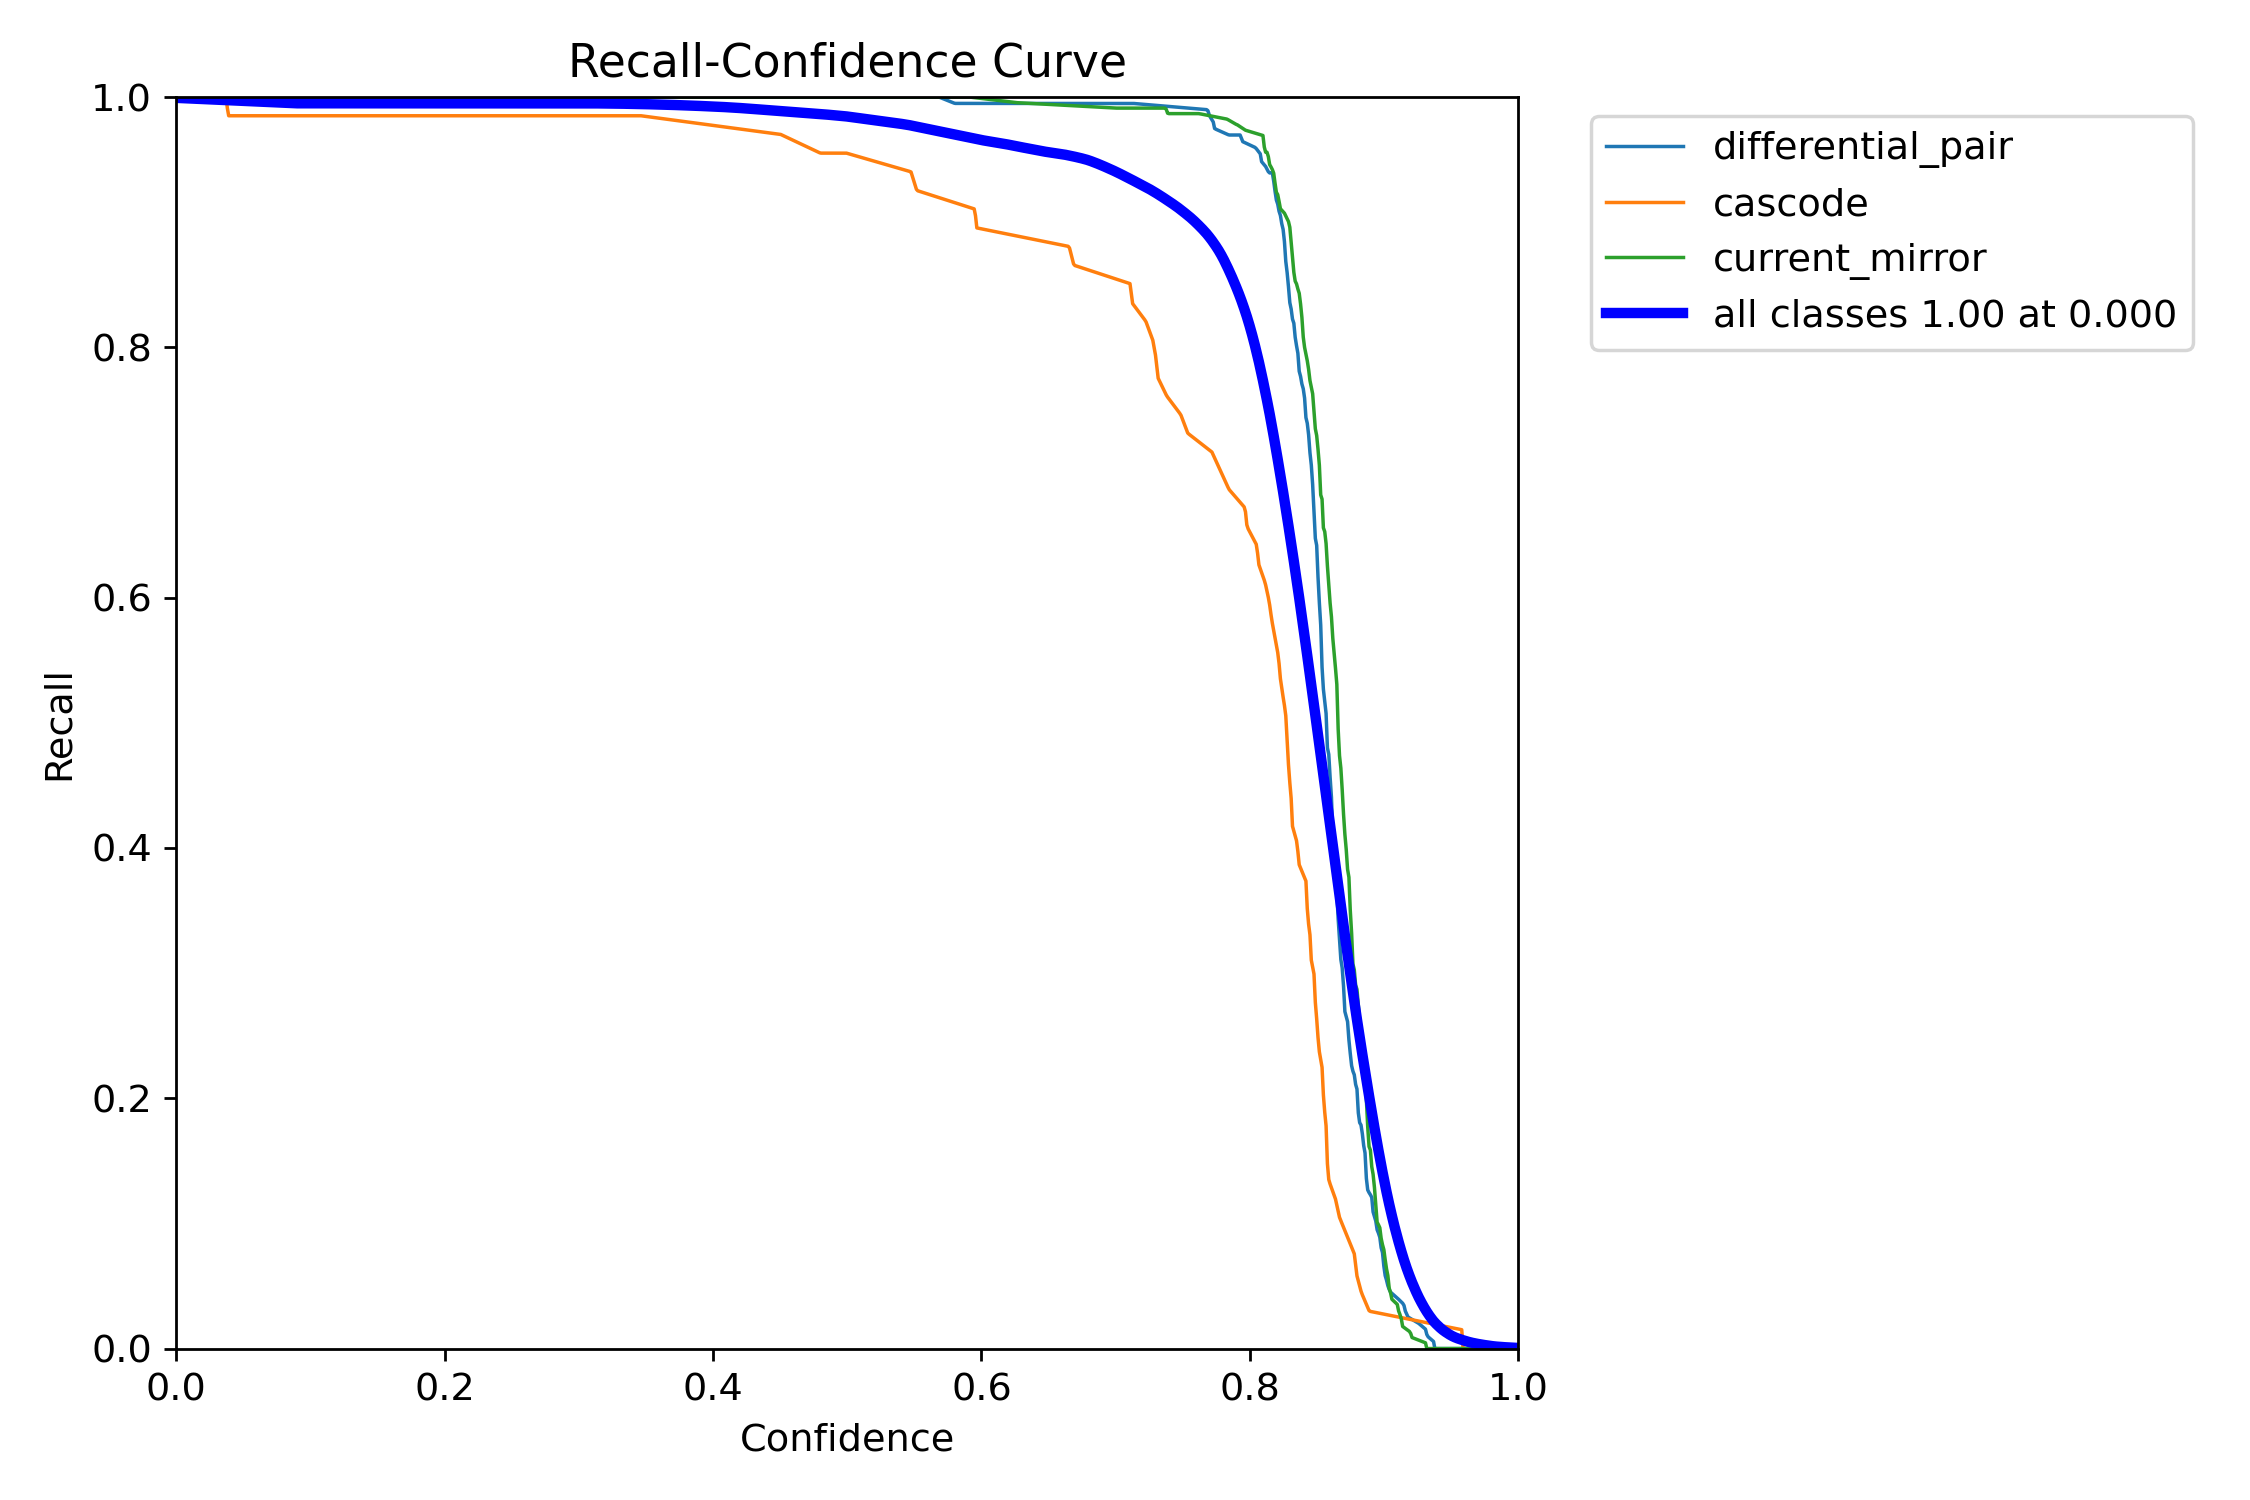 Recall-Confidence Curve
1.0
0.8
0.6
0.4
0.2
0.0
Recall
0.0 0.2 0.4 0.6 0.8 1.0
Confidence
differential_pair
cascode
current_mirror
all classes 1.00 at 0.000